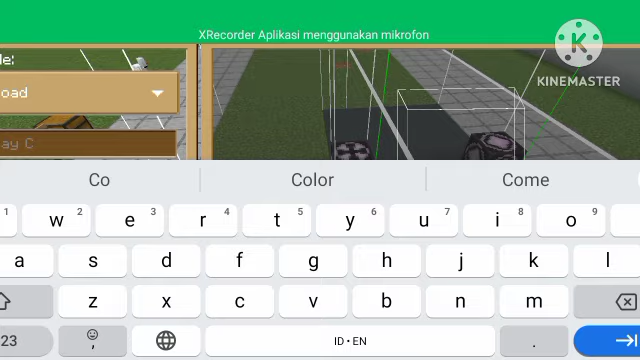 XRecorder Aplikasi menggunakan mikrofon
K
KINEMASTER
de:
oad
ay C
Co Color Come
1 w 2 e 3 r 4 t 5 y 6 u 7 i 8 o 9
a s d f g h j k l
z x c v b n m
23 , ID • EN .